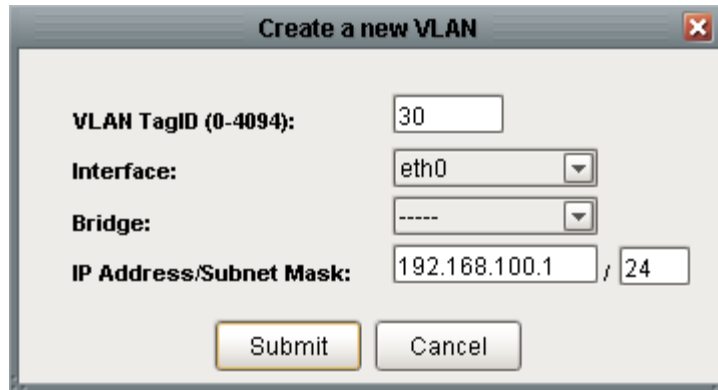 Create a new VLAN
VLAN TagID (0-4094): 30
Interface: eth0
Bridge: -----
IP Address/Subnet Mask: 192.168.100.1 / 24
Submit Cancel